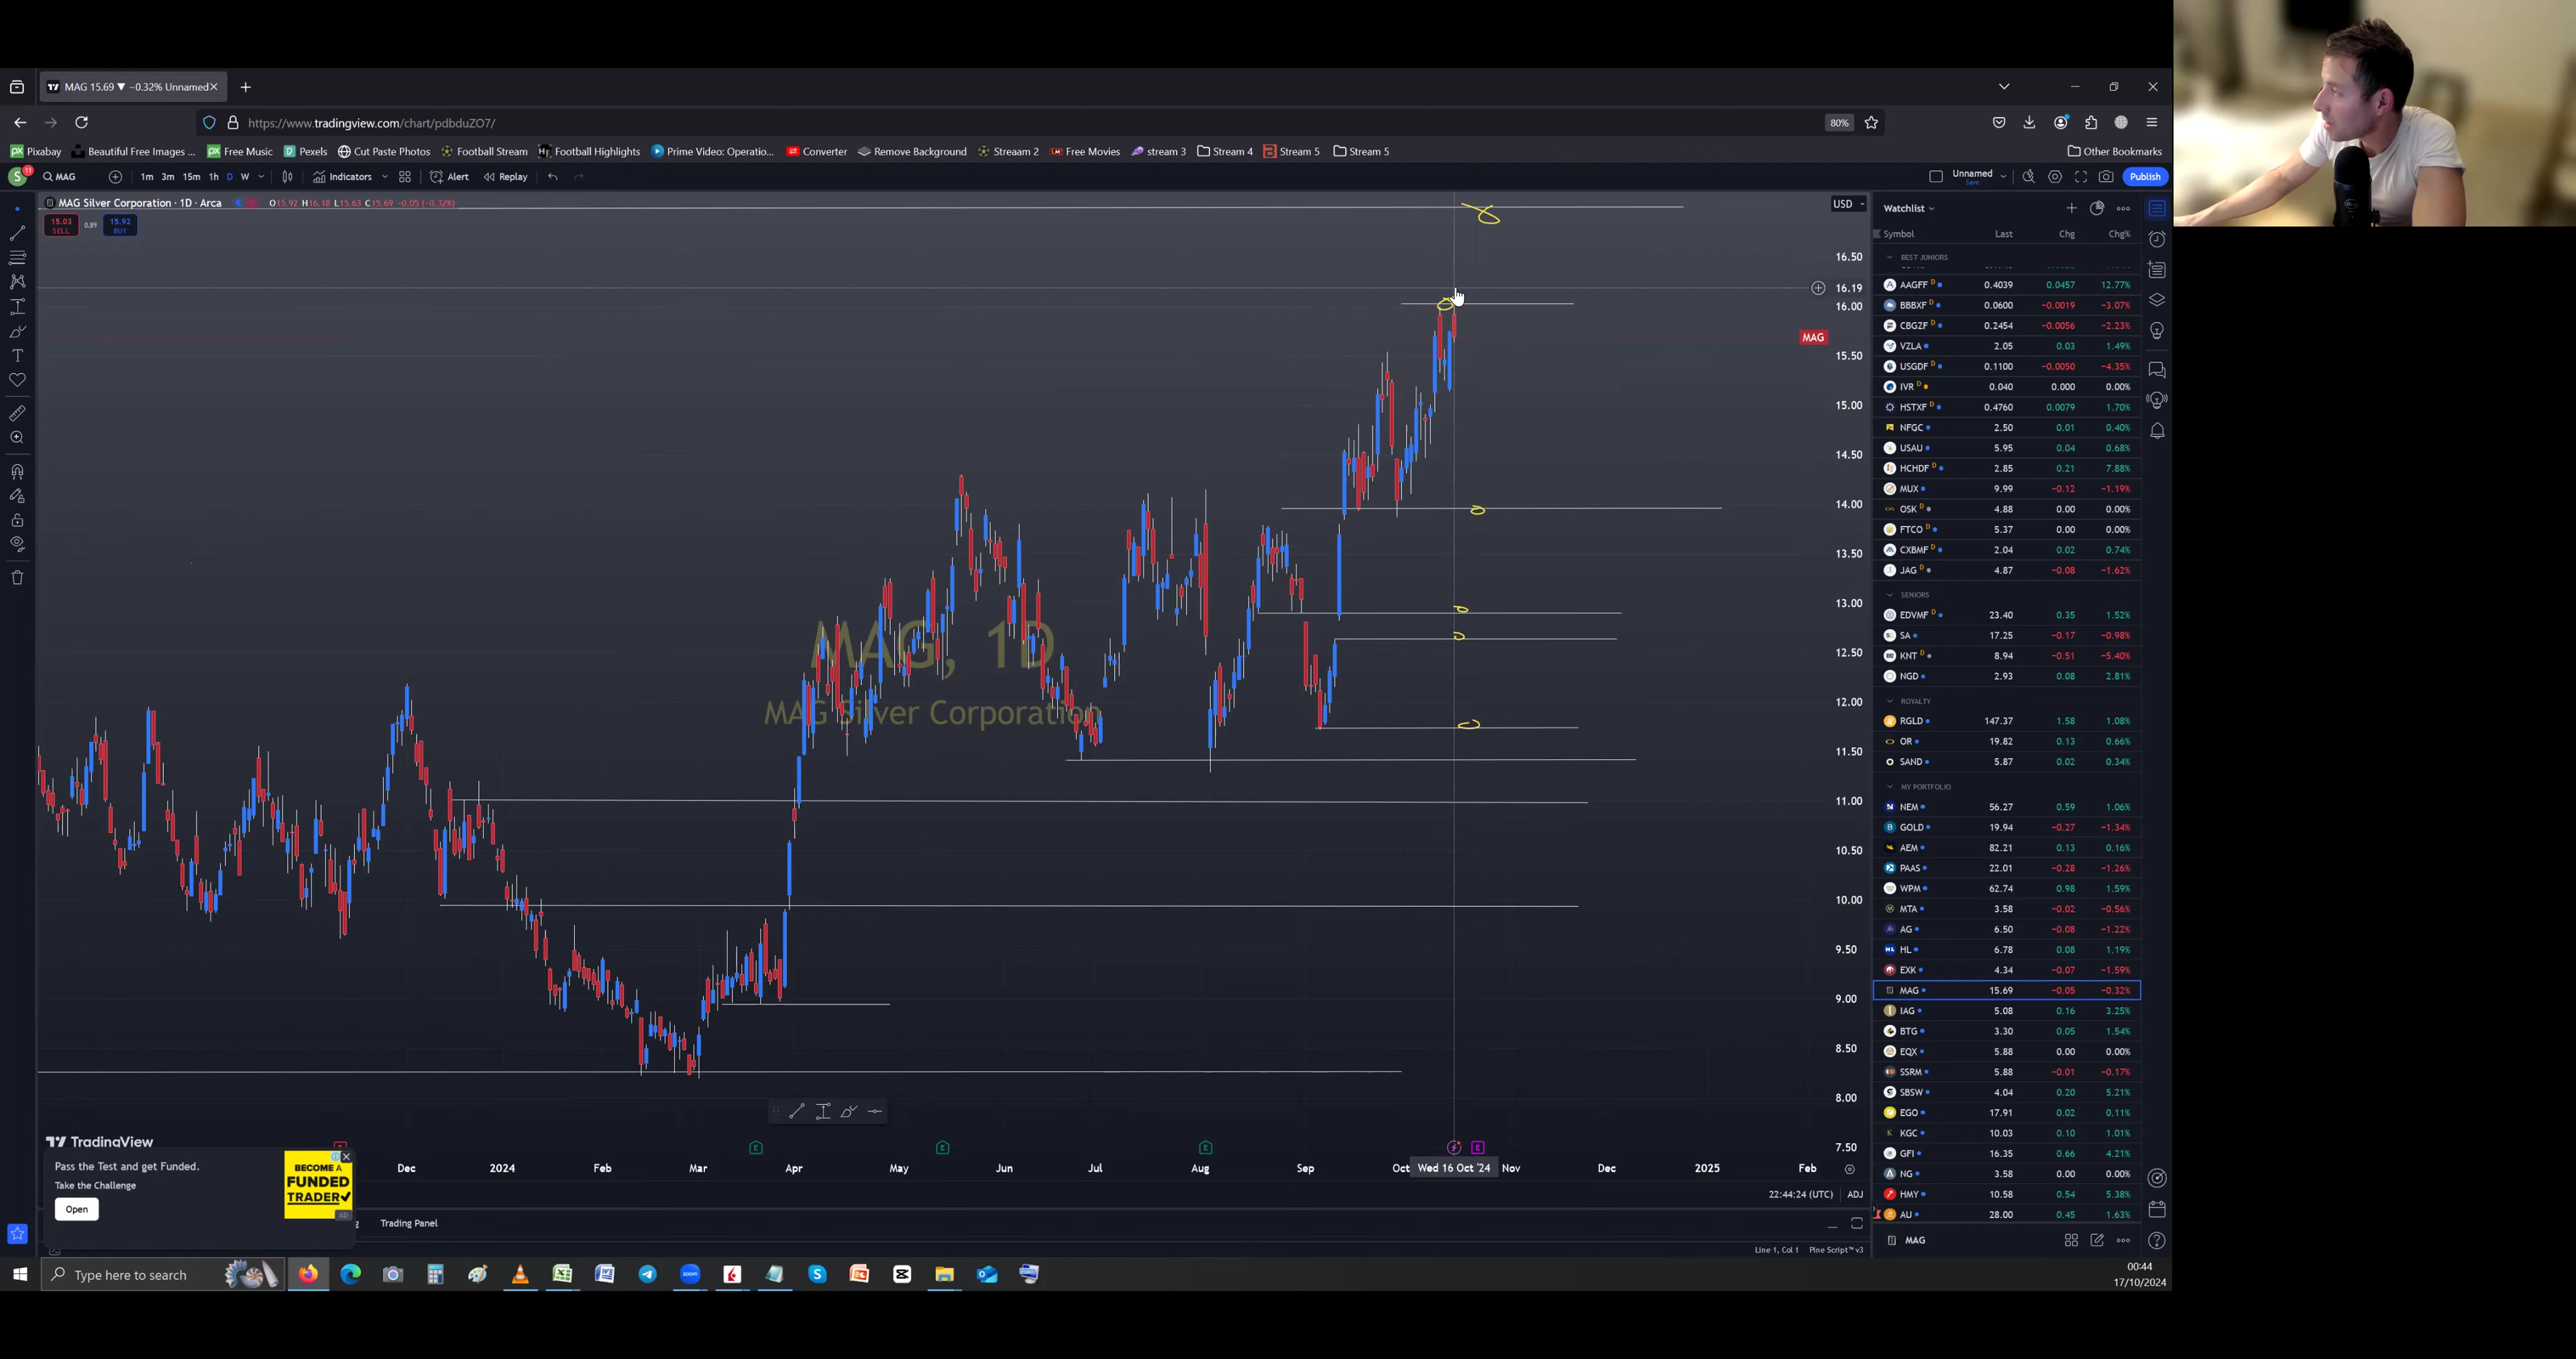 MAG 15.69 ▼ −0.32% Unnamed
https://www.tradingview.com/chart/pdbduZO7/
80%
Pixabay Beautiful Free Images ... Free Music Pexels Cut Paste Photos Football Stream Football Highlights Prime Video: Operatio... Converter Remove Background Streaam 2 Free Movies stream 3 Stream 4 Stream 5 Stream 5 Other Bookmarks
S 11 MAG 1m 3m 15m 1h D W Indicators Alert Replay Unnamed Save Publish
MAG Silver Corporation · 1D · Arca O15.92 H16.18 L15.63 C15.69 −0.05 (−0.32%)
15.03 SELL 0.89 15.92 BUY
USD
16.50
16.19
16.00
MAG
15.50
15.00
14.50
14.00
13.50
13.00
12.50
12.00
11.50
11.00
10.50
10.00
9.50
9.00
8.50
8.00
7.50
MAG, 1D
MAG Silver Corporation
TradingView
Pass the Test and get Funded.
Take the Challenge
Open
BECOME A
FUNDED
TRADER
AD
E E E E
Dec 2024 Feb Mar Apr May Jun Jul Aug Sep Oct Wed 16 Oct '24 Nov Dec 2025 Feb
22:44:24 (UTC) ADJ
Trading Panel
Line 1, Col 1 Pine Script™ v3
Watchlist
Symbol Last Chg Chg%
BEST JUNIORS
AAGFF D 0.4039 0.0457 12.77%
BBBXF D 0.0600 −0.0019 −3.07%
CBGZF D 0.2454 −0.0056 −2.23%
VZLA 2.05 0.03 1.49%
USGDF D 0.1100 −0.0050 −4.35%
IVR D 0.040 0.000 0.00%
HSTXF D 0.4760 0.0079 1.70%
NFGC 2.50 0.01 0.40%
USAU 5.95 0.04 0.68%
HCHDF D 2.85 0.21 7.88%
MUX 9.99 −0.12 −1.19%
OSK D 4.88 0.00 0.00%
FTCO D 5.37 0.00 0.00%
CXBMF D 2.04 0.02 0.74%
JAG D 4.87 −0.08 −1.62%
SENIORS
EDVMF D 23.40 0.35 1.52%
SA 17.25 −0.17 −0.98%
KNT D 8.94 −0.51 −5.40%
NGD 2.93 0.08 2.81%
ROYALTY
RGLD 147.37 1.58 1.08%
OR 19.82 0.13 0.66%
SAND 5.87 0.02 0.34%
MY PORTFOLIO
NEM 56.27 0.59 1.06%
GOLD 19.94 −0.27 −1.34%
AEM 82.21 0.13 0.16%
PAAS 22.01 −0.28 −1.26%
WPM 62.74 0.98 1.59%
MTA 3.58 −0.02 −0.56%
AG 6.50 −0.08 −1.22%
HL 6.78 0.08 1.19%
EXK 4.34 −0.07 −1.59%
MAG 15.69 −0.05 −0.32%
IAG 5.08 0.16 3.25%
BTG 3.30 0.05 1.54%
EQX 5.88 0.00 0.00%
SSRM 5.88 −0.01 −0.17%
SBSW 4.04 0.20 5.21%
EGO 17.91 0.02 0.11%
KGC 10.03 0.10 1.01%
GFI 16.35 0.66 4.21%
NG 3.58 0.00 0.00%
HMY 10.58 0.54 5.38%
AU 28.00 0.45 1.63%
MAG
Type here to search
00:44
17/10/2024